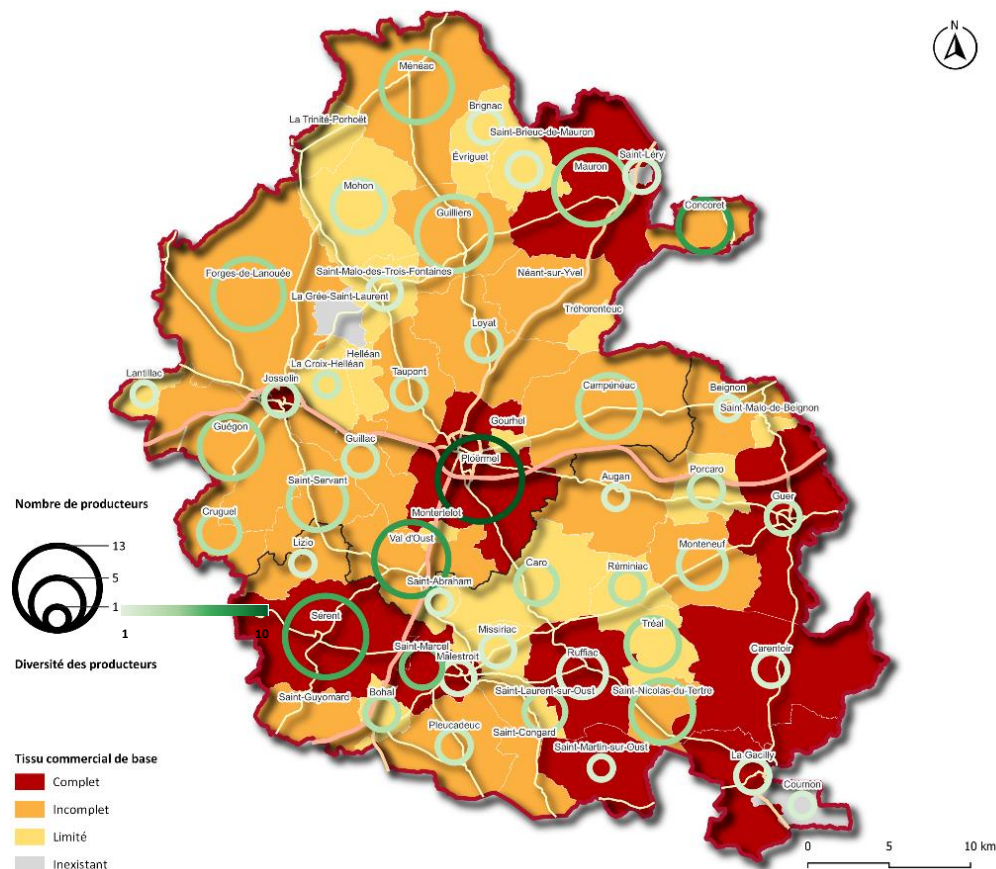 N
Ménéac
Brignac
La Trinité-Porhoët
Saint-Brieuc-de-Mauron
Évriguet
Mauron
Saint-Léry
Mohon
Concoret
Guilliers
Forges-de-Lanouée
Saint-Malo-des-Trois-Fontaines
Néant-sur-Yvel
La Grée-Saint-Laurent
Tréhorenteuc
Loyat
Helléan
La Croix-Helléan
Lantillac
Josselin
Taupont
Campénéac
Beignon
Saint-Malo-de-Beignon
Gourhel
Guégon
Guillac
Ploërmel
Porcaro
Saint-Servant
Augan
Nombre de producteurs
Montertelot
Guer
Cruguel
Val d'Oust
13
Lizio
Monteneuf
5
Caro
Réminiac
Saint-Abraham
1
1
10
Sérent
Tréal
Missiriac
Saint-Marcel
Malestroit
Ruffiac
Carentoir
Diversité des producteurs
Saint-Guyomard
Bohal
Saint-Laurent-sur-Oust
Saint-Nicolas-du-Tertre
Pleucadeuc
Saint-Congard
Saint-Martin-sur-Oust
La Gacilly
Tissu commercial de base
Cournon
Complet
Incomplet
Limité
Inexistant
0
5
10 km